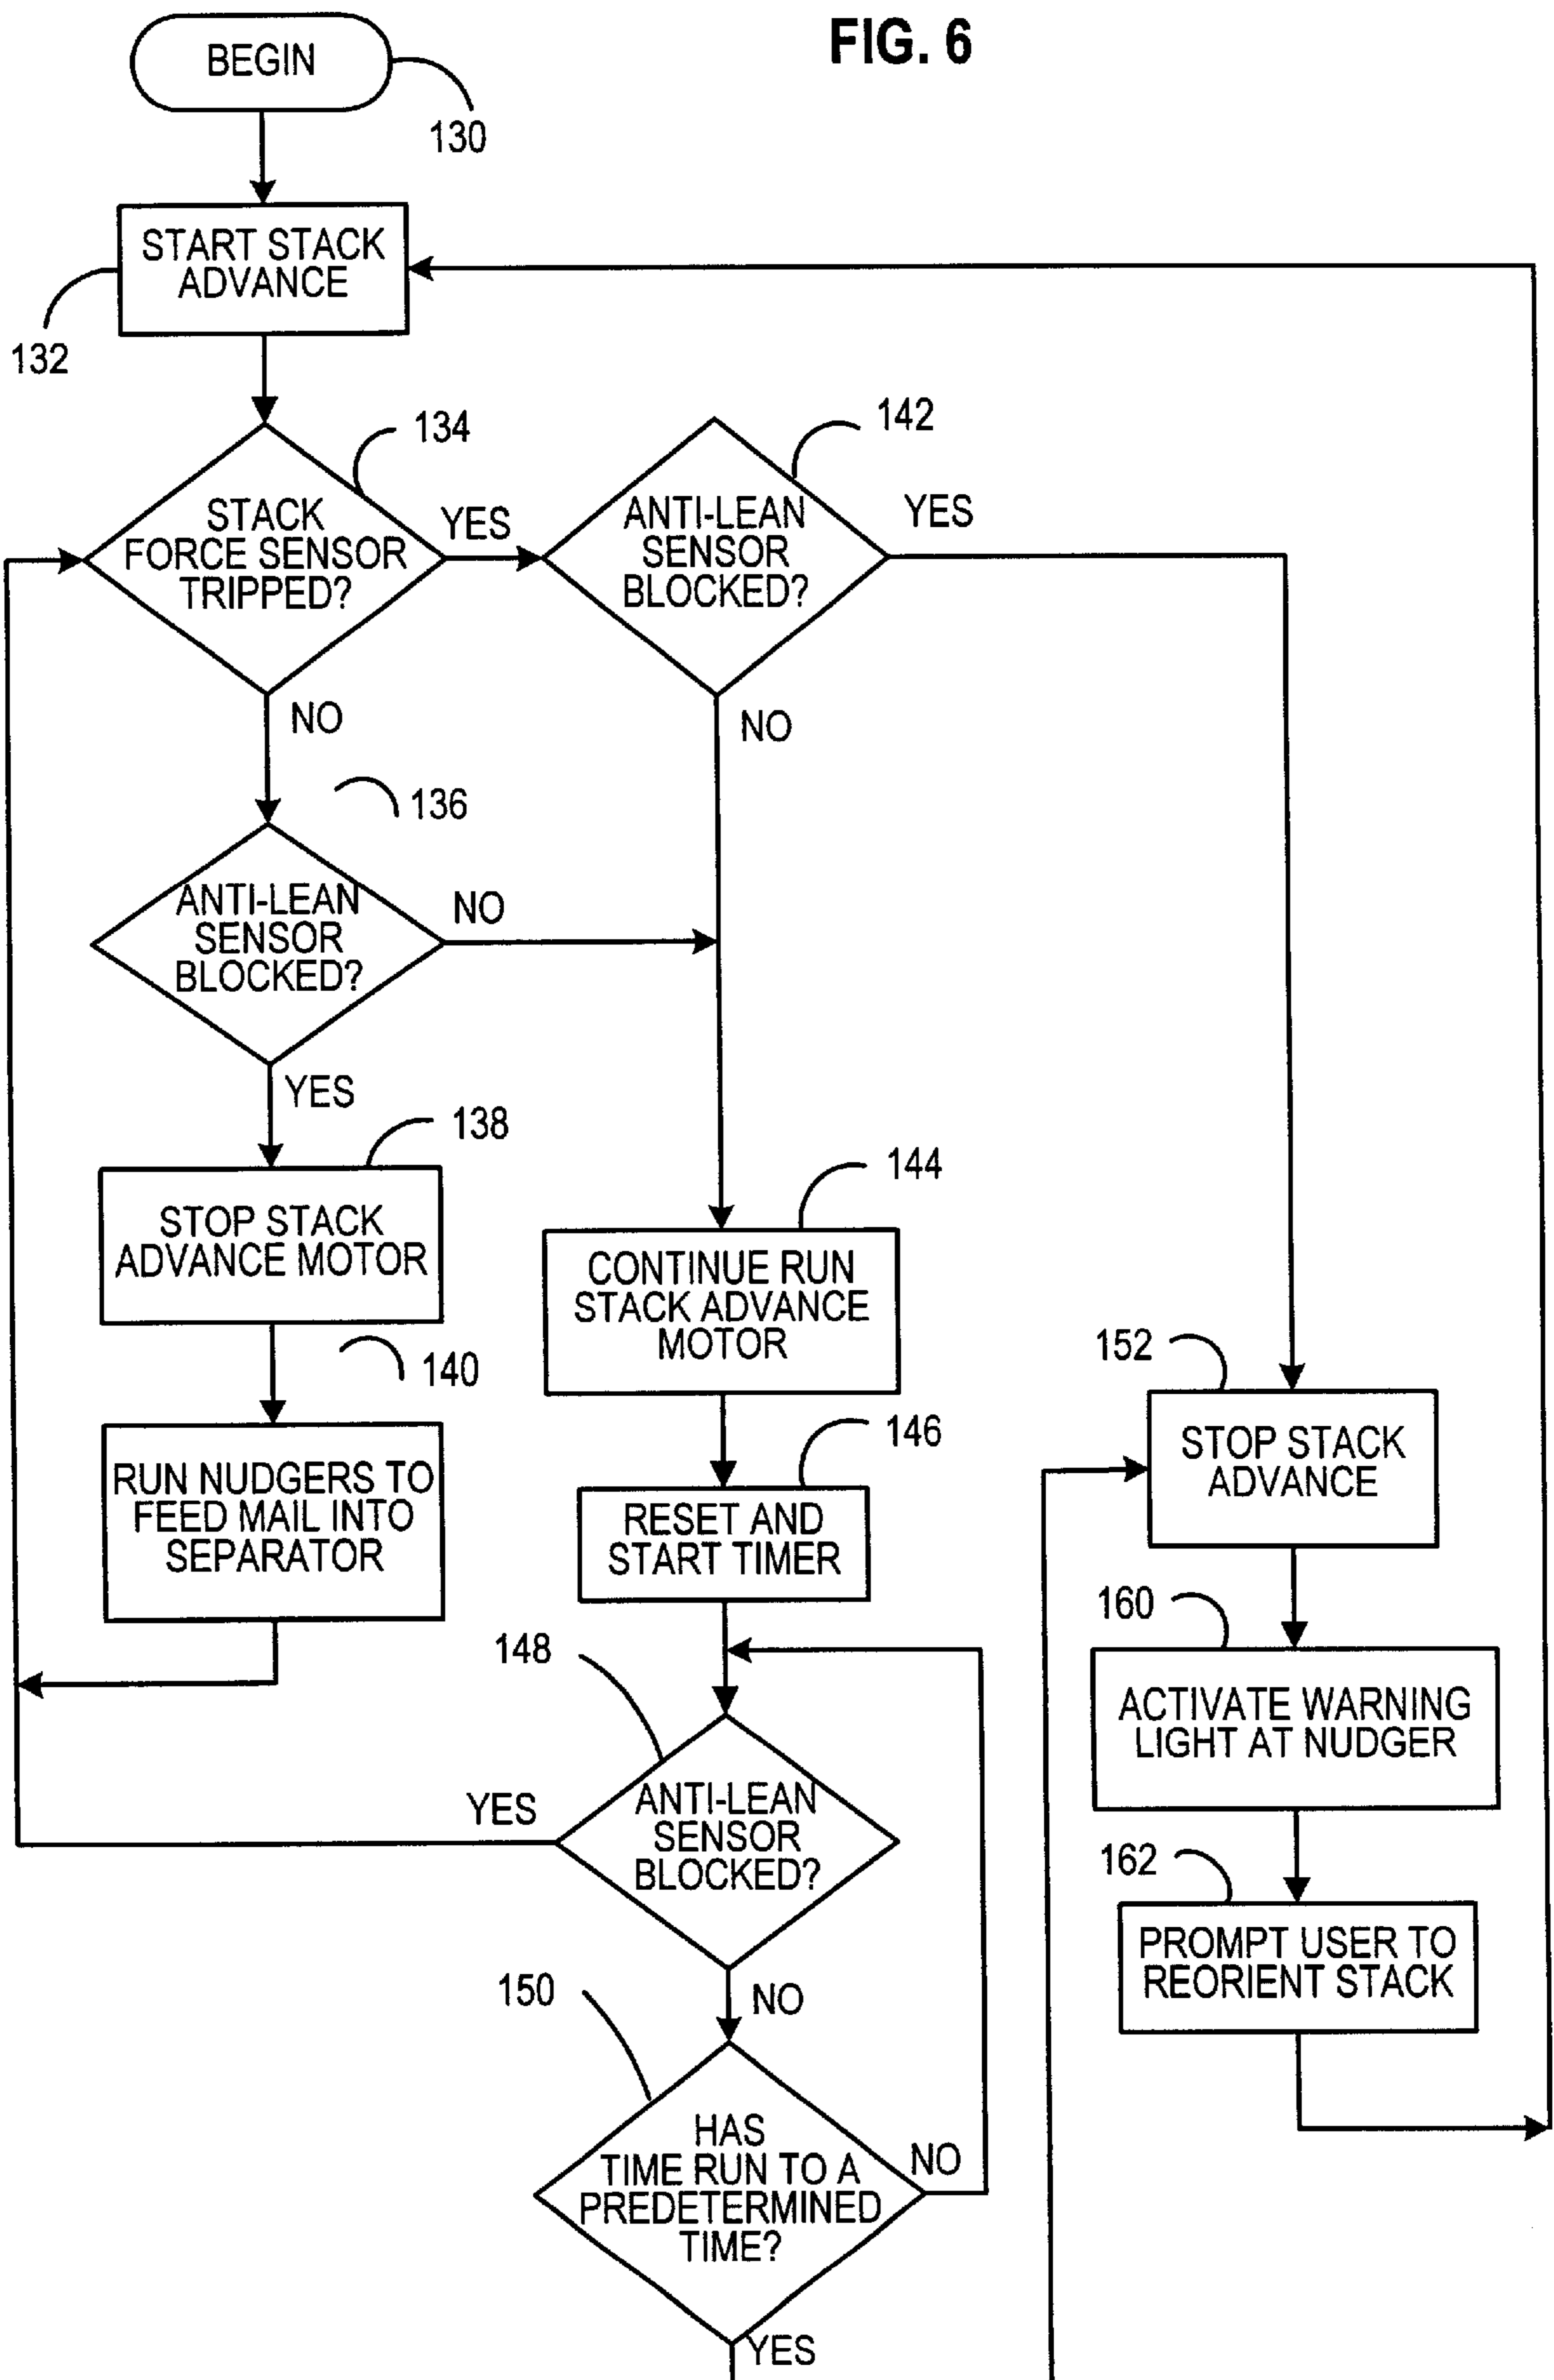 FIG. 6
BEGIN
130
START STACK
ADVANCE
132
134
STACK
FORCE SENSOR
TRIPPED?
YES
142
ANTI-LEAN
SENSOR
BLOCKED?
YES
NO
NO
136
ANTI-LEAN
SENSOR
BLOCKED?
NO
YES
138
STOP STACK
ADVANCE MOTOR
140
RUN NUDGERS TO
FEED MAIL INTO
SEPARATOR
144
CONTINUE RUN
STACK ADVANCE
MOTOR
146
RESET AND
START TIMER
148
ANTI-LEAN
SENSOR
BLOCKED?
YES
NO
150
HAS
TIME RUN TO A
PREDETERMINED
TIME?
NO
YES
152
STOP STACK
ADVANCE
160
ACTIVATE WARNING
LIGHT AT NUDGER
162
PROMPT USER TO
REORIENT STACK